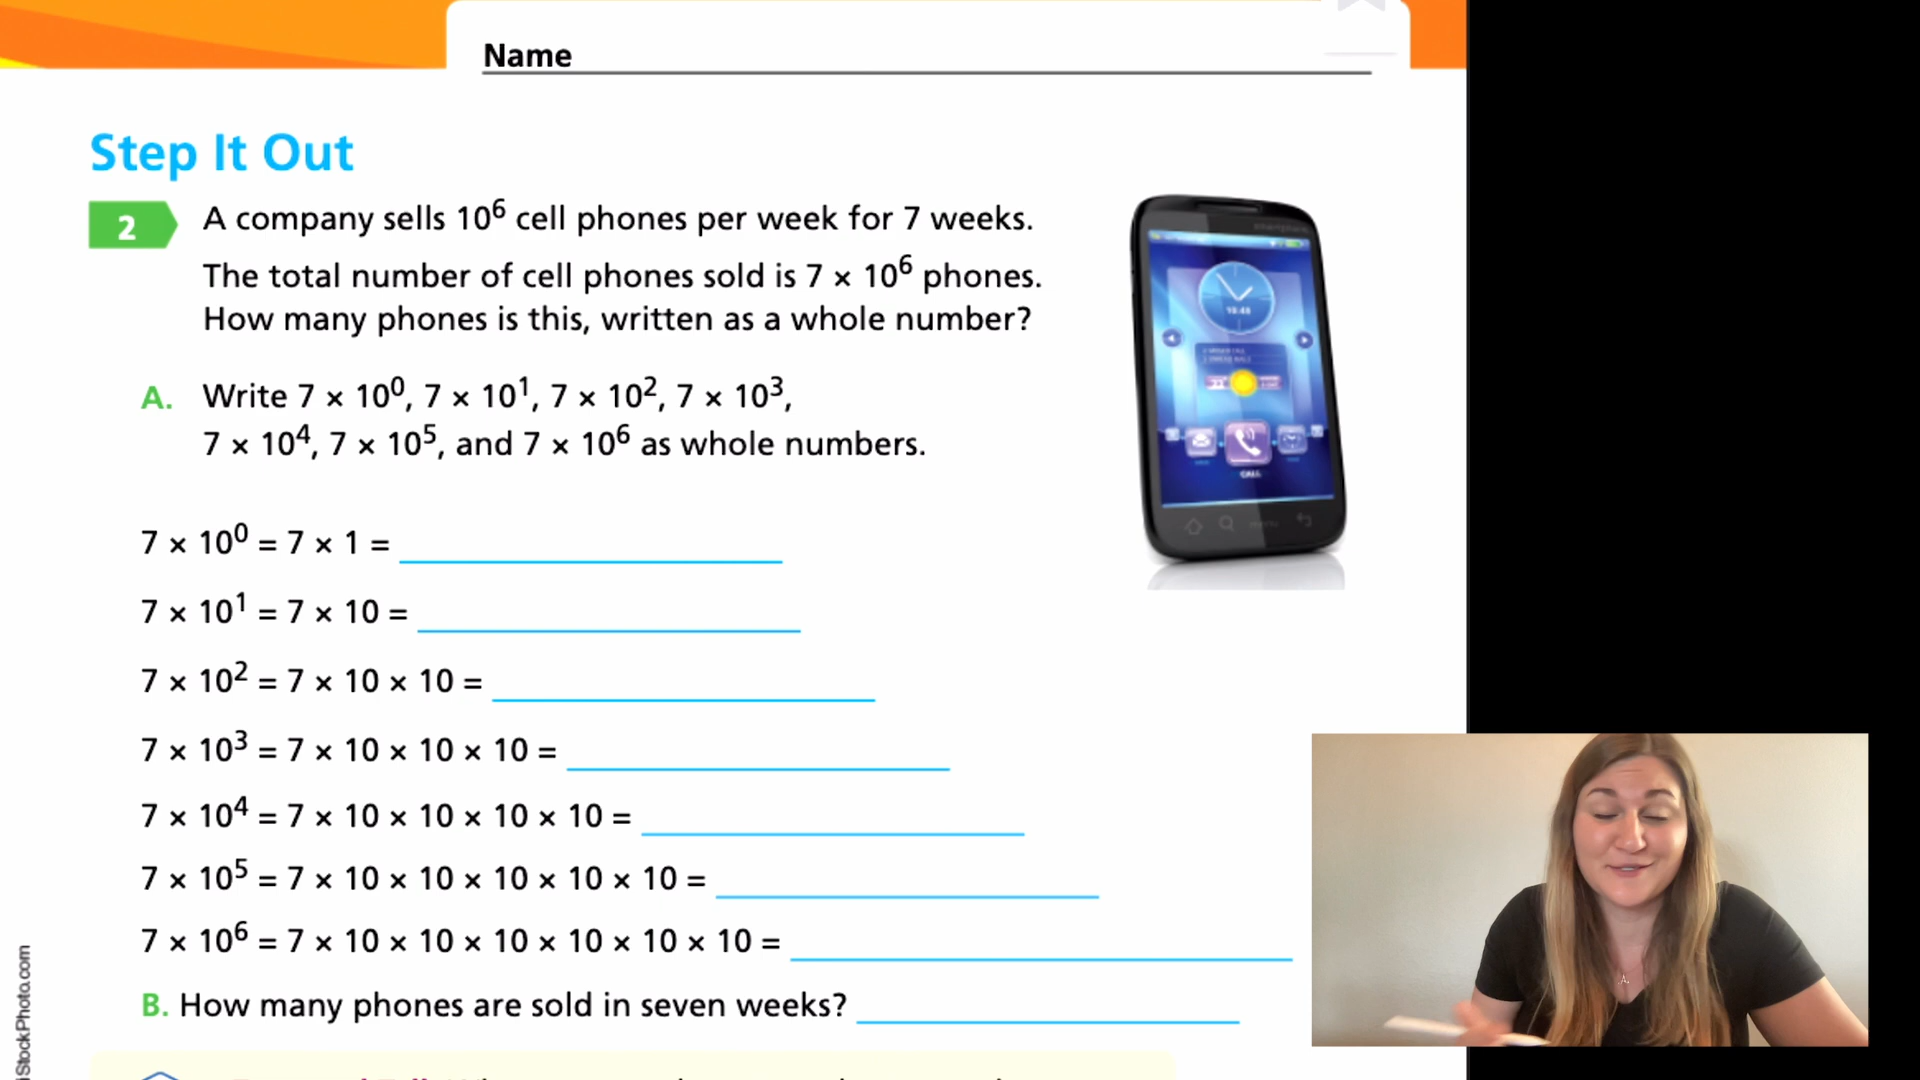 Name
Step It Out
2
A company sells 10⁶ cell phones per week for 7 weeks.
The total number of cell phones sold is 7 × 10⁶ phones.
How many phones is this, written as a whole number?
A. Write 7 × 10⁰, 7 × 10¹, 7 × 10², 7 × 10³,
7 × 10⁴, 7 × 10⁵, and 7 × 10⁶ as whole numbers.
CALL
7 × 10⁰ = 7 × 1 =
7 × 10¹ = 7 × 10 =
7 × 10² = 7 × 10 × 10 =
7 × 10³ = 7 × 10 × 10 × 10 =
7 × 10⁴ = 7 × 10 × 10 × 10 × 10 =
7 × 10⁵ = 7 × 10 × 10 × 10 × 10 × 10 =
7 × 10⁶ = 7 × 10 × 10 × 10 × 10 × 10 × 10 =
B. How many phones are sold in seven weeks?
iStockPhoto.com